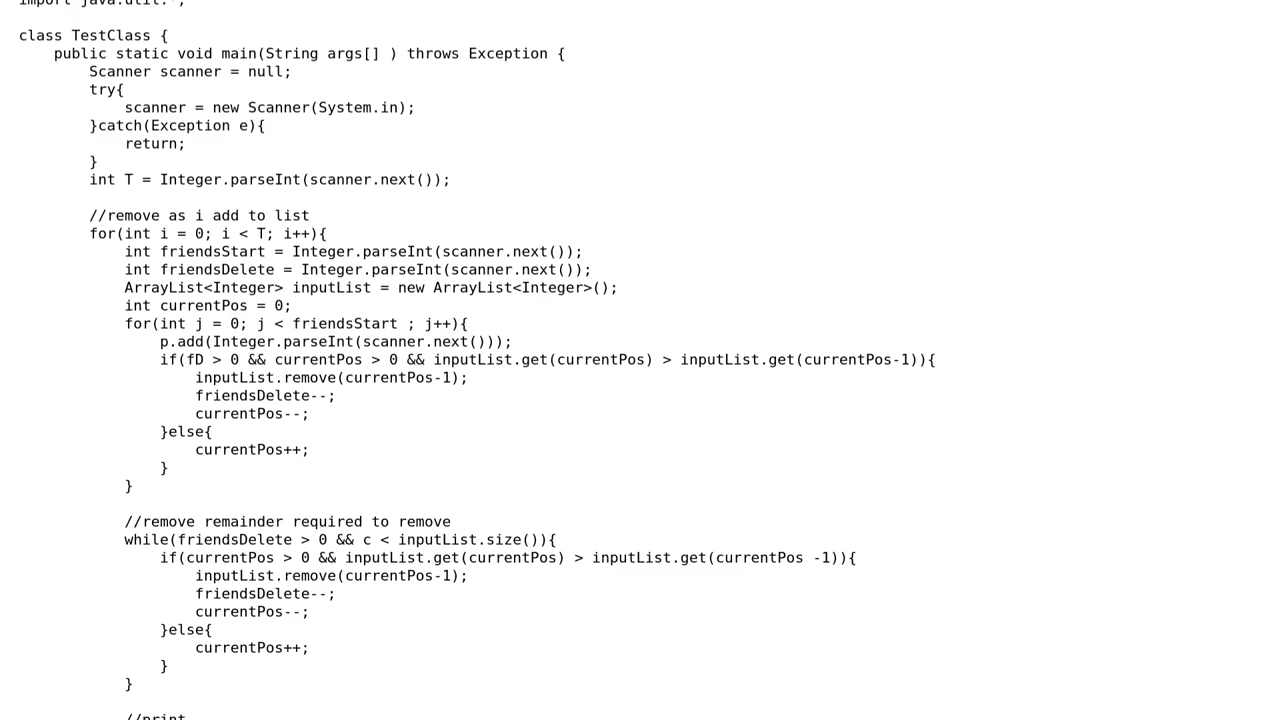 import java.util.*;
class TestClass {
    public static void main(String args[] ) throws Exception {
        Scanner scanner = null;
        try{
            scanner = new Scanner(System.in);
        }catch(Exception e){
            return;
        }
        int T = Integer.parseInt(scanner.next());
        //remove as i add to list
        for(int i = 0; i < T; i++){
            int friendsStart = Integer.parseInt(scanner.next());
            int friendsDelete = Integer.parseInt(scanner.next());
            ArrayList<Integer> inputList = new ArrayList<Integer>();
            int currentPos = 0;
            for(int j = 0; j < friendsStart ; j++){
                p.add(Integer.parseInt(scanner.next()));
                if(fD > 0 && currentPos > 0 && inputList.get(currentPos) > inputList.get(currentPos-1)){
                    inputList.remove(currentPos-1);
                    friendsDelete--;
                    currentPos--;
                }else{
                    currentPos++;
                }
            }
            //remove remainder required to remove
            while(friendsDelete > 0 && c < inputList.size()){
                if(currentPos > 0 && inputList.get(currentPos) > inputList.get(currentPos -1)){
                    inputList.remove(currentPos-1);
                    friendsDelete--;
                    currentPos--;
                }else{
                    currentPos++;
                }
            }
            //print